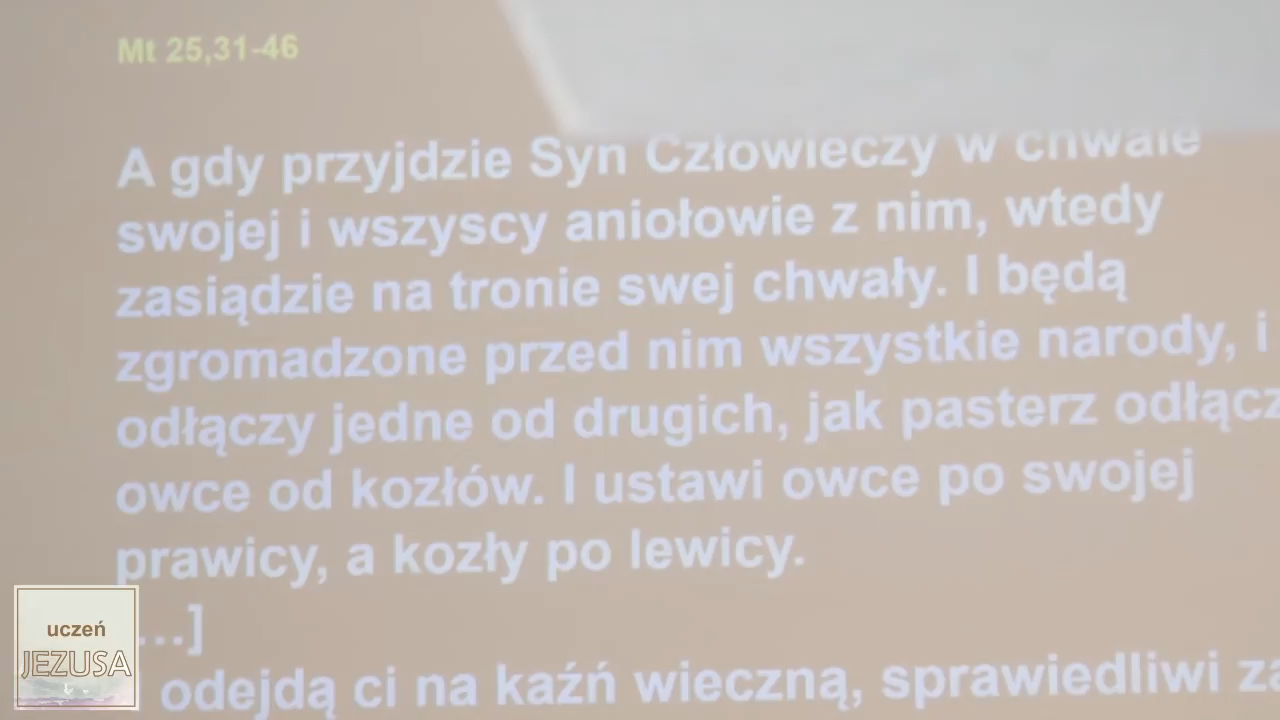 Mt 25,31-46
A gdy przyjdzie Syn Człowieczy w chwale
swojej i wszyscy aniołowie z nim, wtedy
zasiądzie na tronie swej chwały. I będą
zgromadzone przed nim wszystkie narody, i
odłączy jedne od drugich, jak pasterz odłącz
owce od kozłów. I ustawi owce po swojej
prawicy, a kozły po lewicy.
…]
odejdą ci na kaźń wieczną, sprawiedliwi za
uczeń
JEZUSA